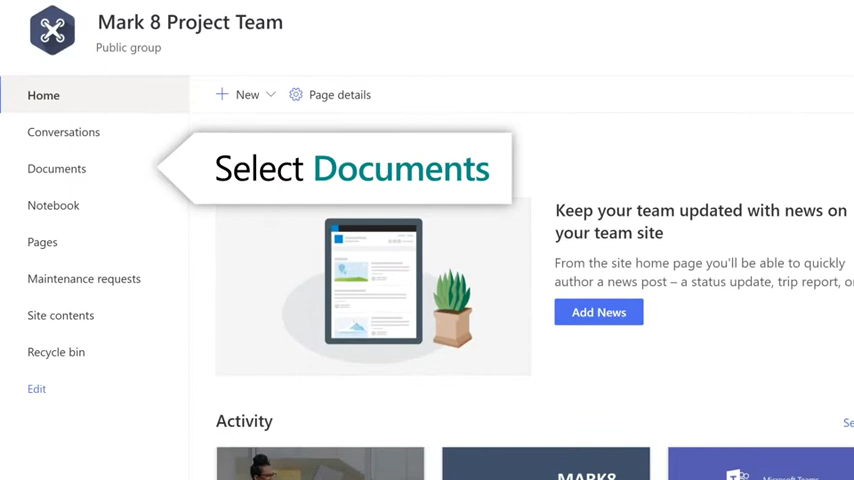 Mark 8 Project Team
Public group
Home
New
Page details
Conversations
Documents
Select Documents
Notebook
Pages
Maintenance requests
Site contents
Recycle bin
Edit
Keep your team updated with news on
your team site
From the site home page you'll be able to quickly
author a news post – a status update, trip report, or
Add News
Activity
Se
MARK8
Microsoft Teams